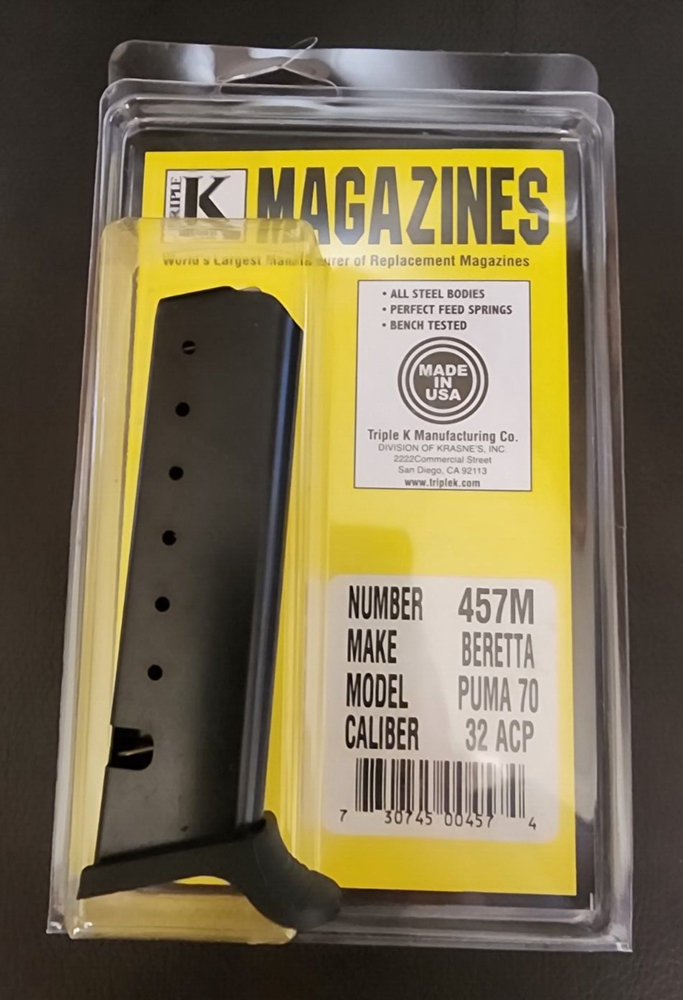 TRIPLE K MAGAZINES
World's Largest Manufacturer of Replacement Magazines
• ALL STEEL BODIES
• PERFECT FEED SPRINGS
• BENCH TESTED
MADE
IN
USA
Triple K Manufacturing Co.
DIVISION OF KRASNE'S, INC.
2222Commercial Street
San Diego, CA 92113
www.triplek.com
NUMBER 457M
MAKE BERETTA
MODEL PUMA 70
CALIBER 32 ACP
7 30745 00457 4